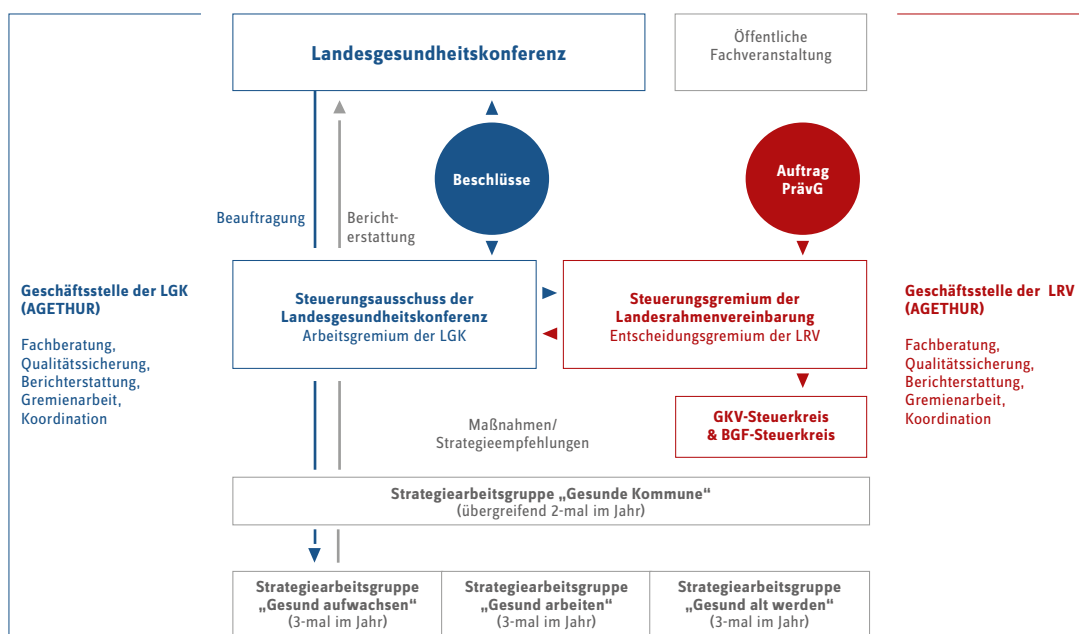 Landesgesundheitskonferenz
Öffentliche
Fachveranstaltung
Beschlüsse
Auftrag
PrävG
Beauftragung
Bericht-
erstattung
Geschäftsstelle der LGK
(AGETHUR)
Fachberatung,
Qualitätssicherung,
Berichterstattung,
Gremienarbeit,
Koordination
Steuerungsausschuss der
Landesgesundheitskonferenz
Arbeitsgremium der LGK
Steuerungsgremium der
Landesrahmenvereinbarung
Entscheidungsgremium der LRV
Geschäftsstelle der LRV
(AGETHUR)
Fachberatung,
Qualitätssicherung,
Berichterstattung,
Gremienarbeit,
Koordination
GKV-Steuerkreis
& BGF-Steuerkreis
Maßnahmen/
Strategieempfehlungen
Strategiearbeitsgruppe „Gesunde Kommune“
(übergreifend 2-mal im Jahr)
Strategiearbeitsgruppe
„Gesund aufwachsen“
(3-mal im Jahr)
Strategiearbeitsgruppe
„Gesund arbeiten“
(3-mal im Jahr)
Strategiearbeitsgruppe
„Gesund alt werden“
(3-mal im Jahr)